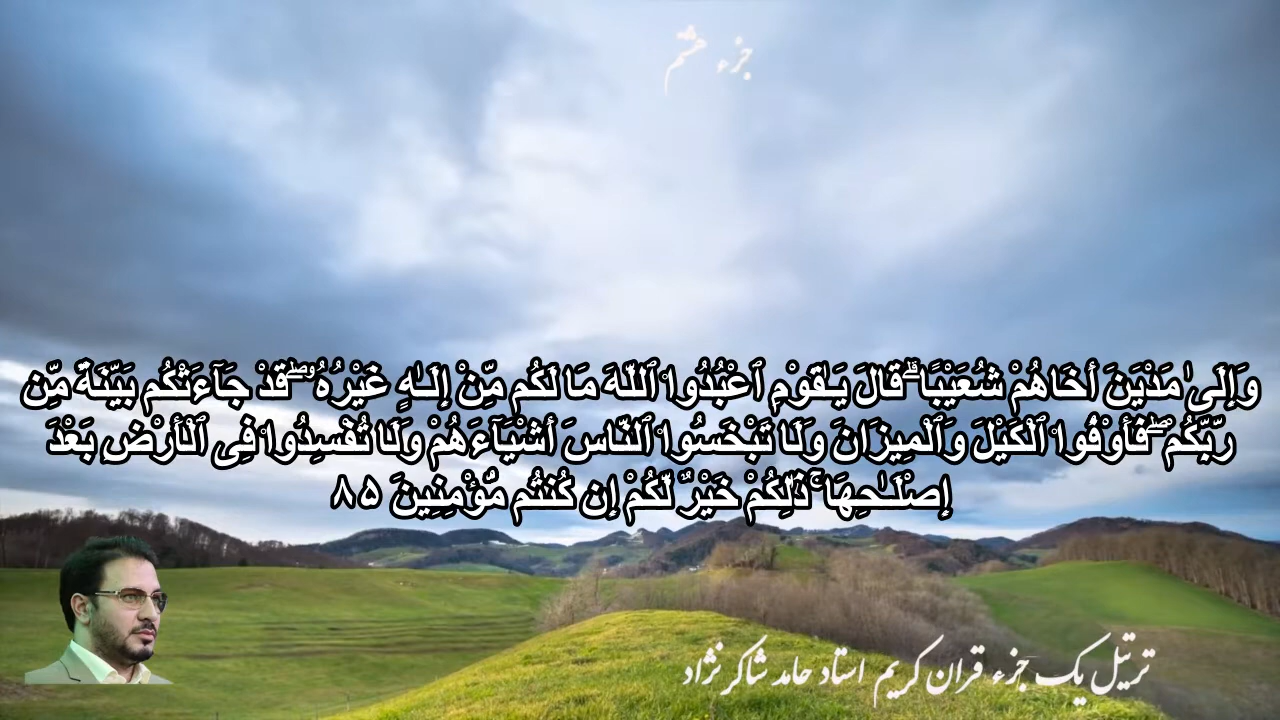 جزء هشتم
وَإِلَىٰ مَدْيَنَ أَخَاهُمْ شُعَيْبًا ۗ قَالَ يَـٰقَوْمِ ٱعْبُدُوا۟ ٱللَّهَ مَا لَكُم مِّنْ إِلَـٰهٍ غَيْرُهُۥ ۖ قَدْ جَآءَتْكُم بَيِّنَةٌ مِّن
رَّبِّكُمْ ۖ فَأَوْفُوا۟ ٱلْكَيْلَ وَٱلْمِيزَانَ وَلَا تَبْخَسُوا۟ ٱلنَّاسَ أَشْيَآءَهُمْ وَلَا تُفْسِدُوا۟ فِى ٱلْأَرْضِ بَعْدَ
إِصْلَـٰحِهَا ۚ ذَٰلِكُمْ خَيْرٌ لَّكُمْ إِن كُنتُم مُّؤْمِنِينَ ٨٥
ترتیل یک جزء قران کریم استاد حامد شاکر نژاد